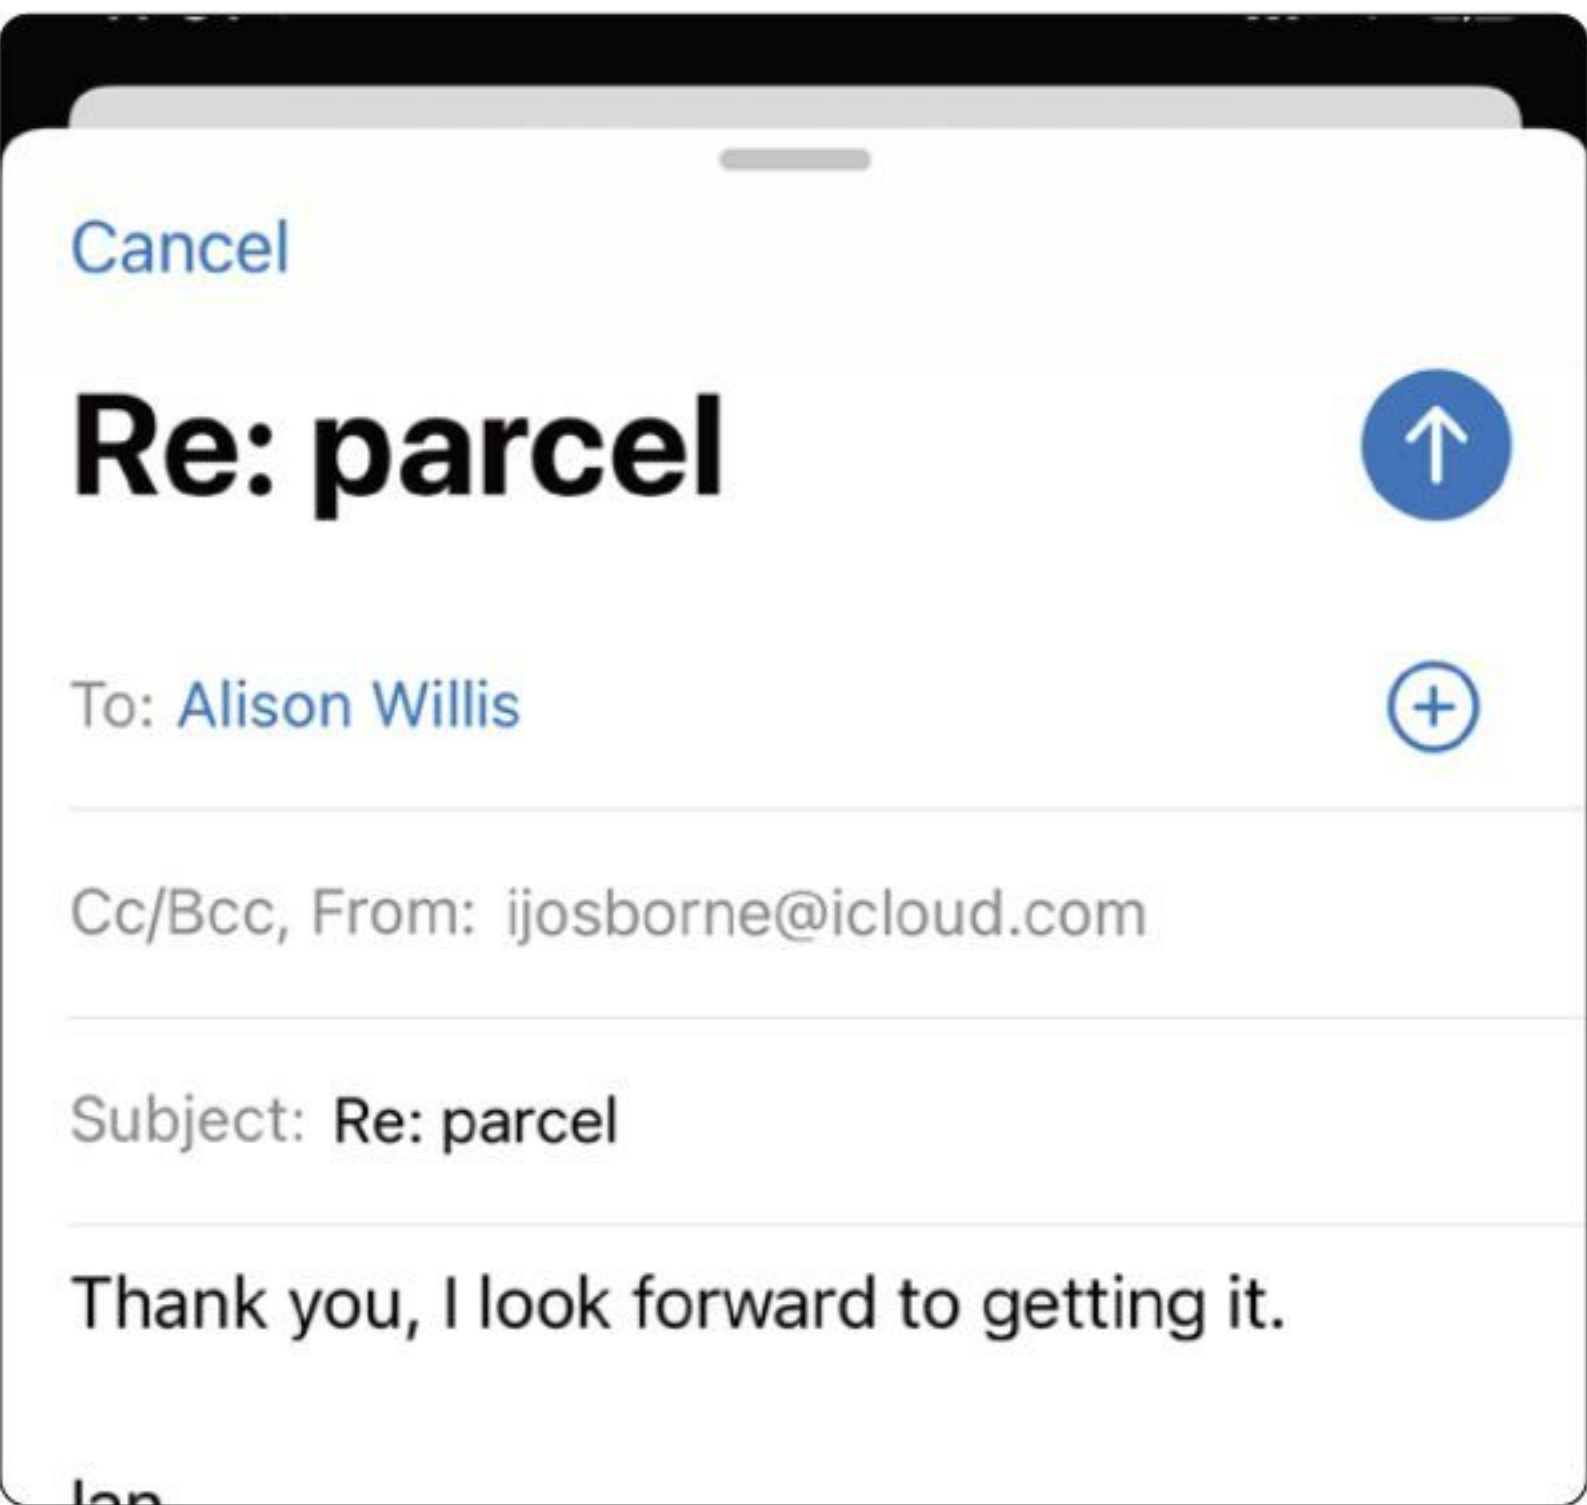 Cancel
Re: parcel
To: Alison Willis
Cc/Bcc, From: ijosborne@icloud.com
Subject: Re: parcel
Thank you, I look forward to getting it.
Ian